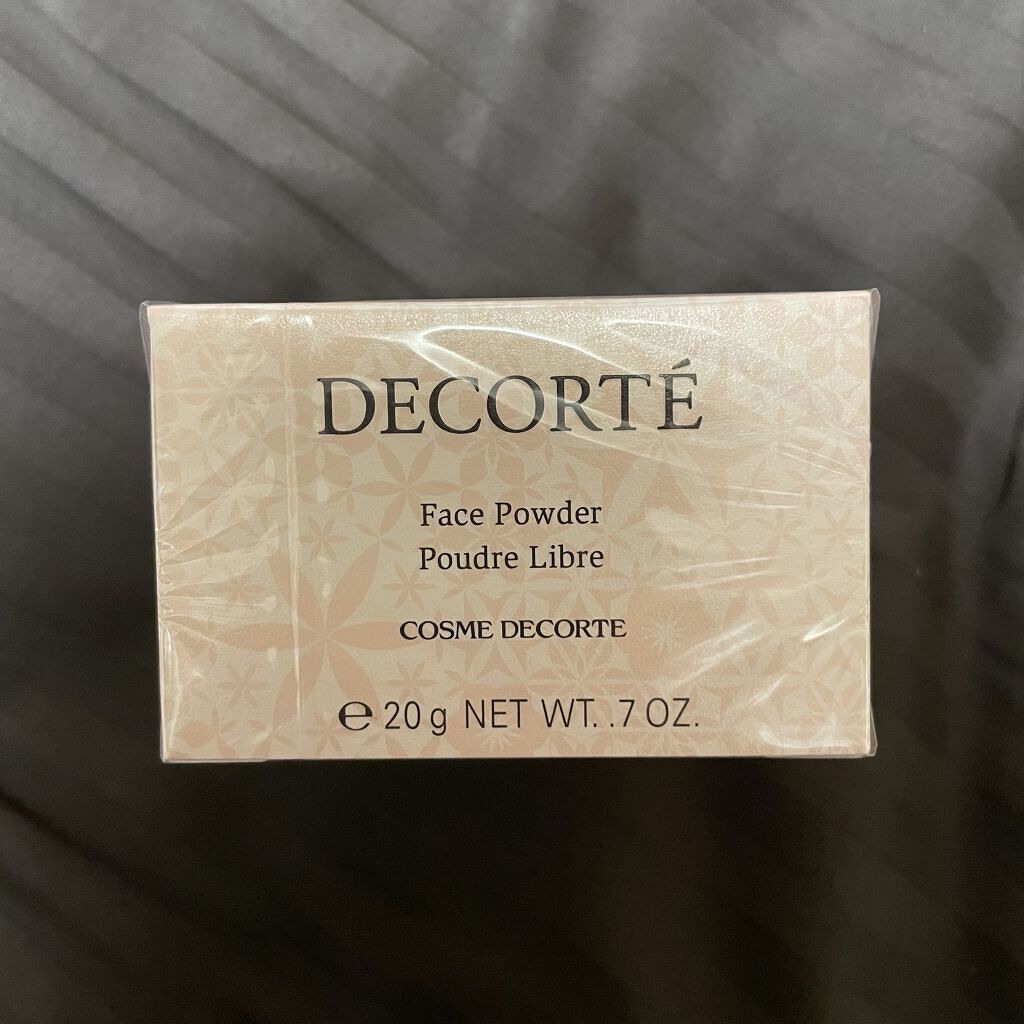 DECORTÉ
Face Powder
Poudre Libre
COSME DECORTE
℮ 20 g NET WT. .7 OZ.